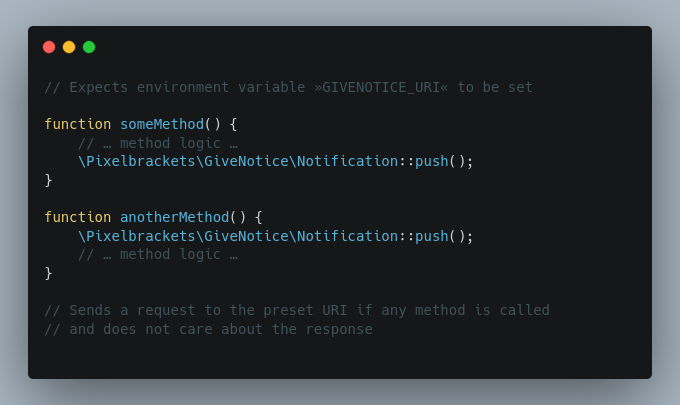 // Expects environment variable »GIVENOTICE_URI« to be set
function someMethod() {
// … method logic …
\Pixelbrackets\GiveNotice\Notification::push();
}
function anotherMethod() {
\Pixelbrackets\GiveNotice\Notification::push();
// … method logic …
}
// Sends a request to the preset URI if any method is called
// and does not care about the response